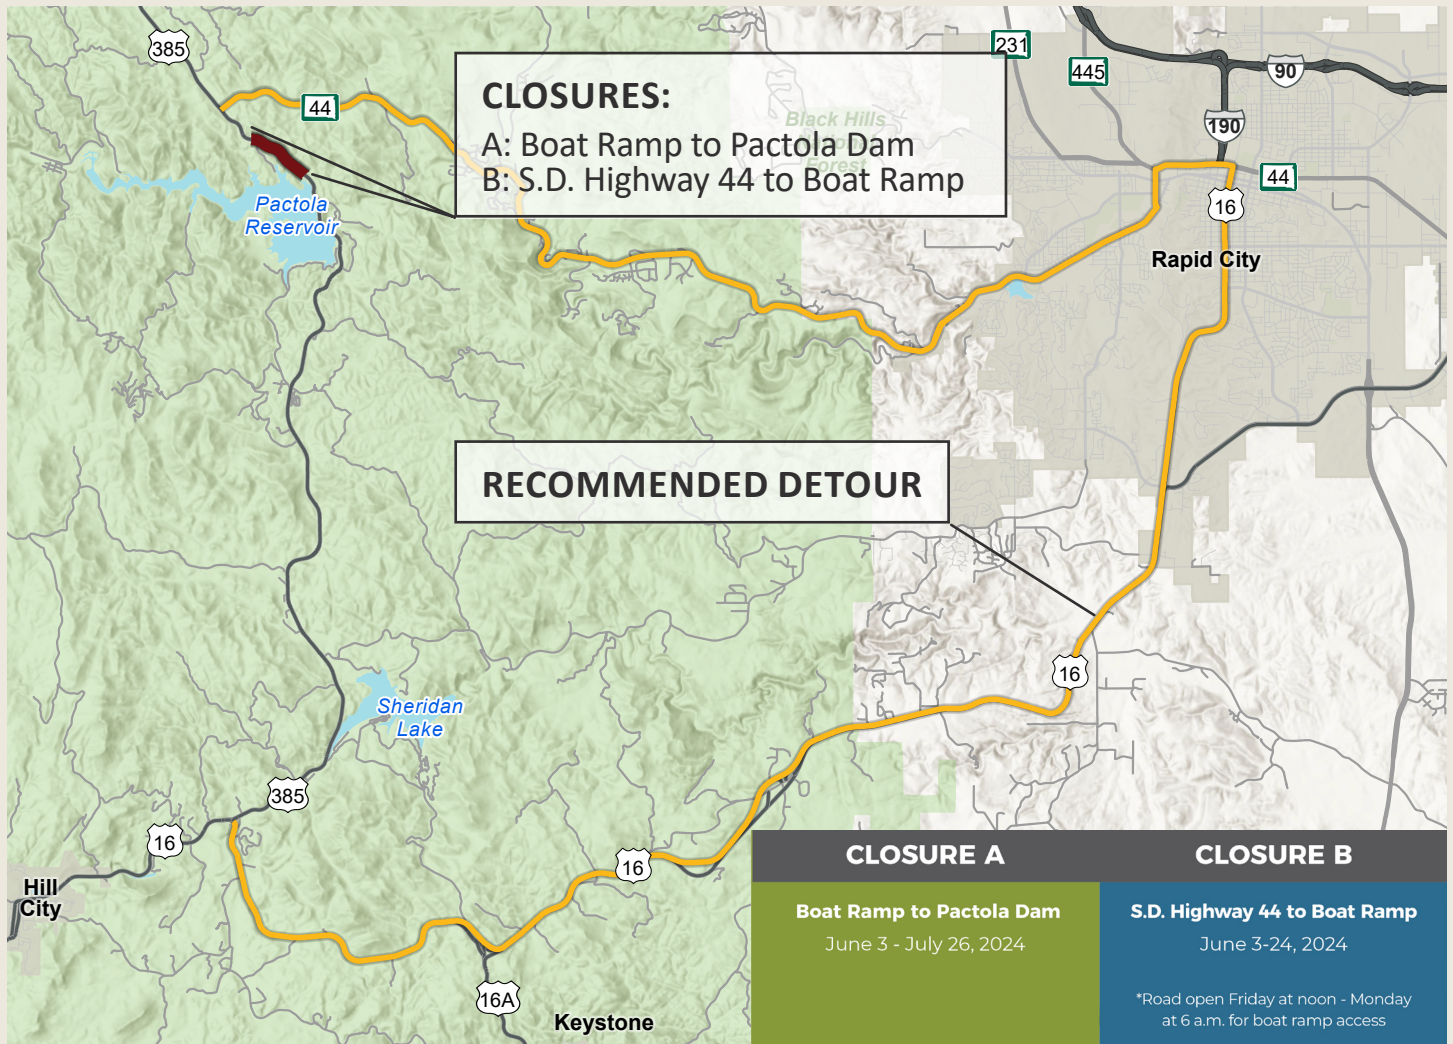 385
44
CLOSURES:
A: Boat Ramp to Pactola Dam
B: S.D. Highway 44 to Boat Ramp
Black Hills
National
Forest
231
445
90
190
44
16
Rapid City
Pactola
Reservoir
RECOMMENDED DETOUR
16
Sheridan
Lake
385
16
16
Hill
City
16A
Keystone
CLOSURE A
Boat Ramp to Pactola Dam
June 3 - July 26, 2024
CLOSURE B
S.D. Highway 44 to Boat Ramp
June 3-24, 2024
*Road open Friday at noon - Monday
at 6 a.m. for boat ramp access